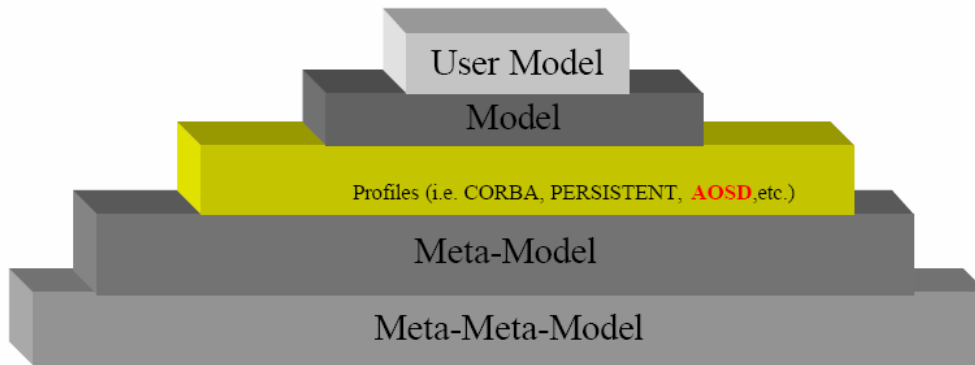 User Model
Model
Profiles (i.e. CORBA, PERSISTENT, AOSD,etc.)
Meta-Model
Meta-Meta-Model